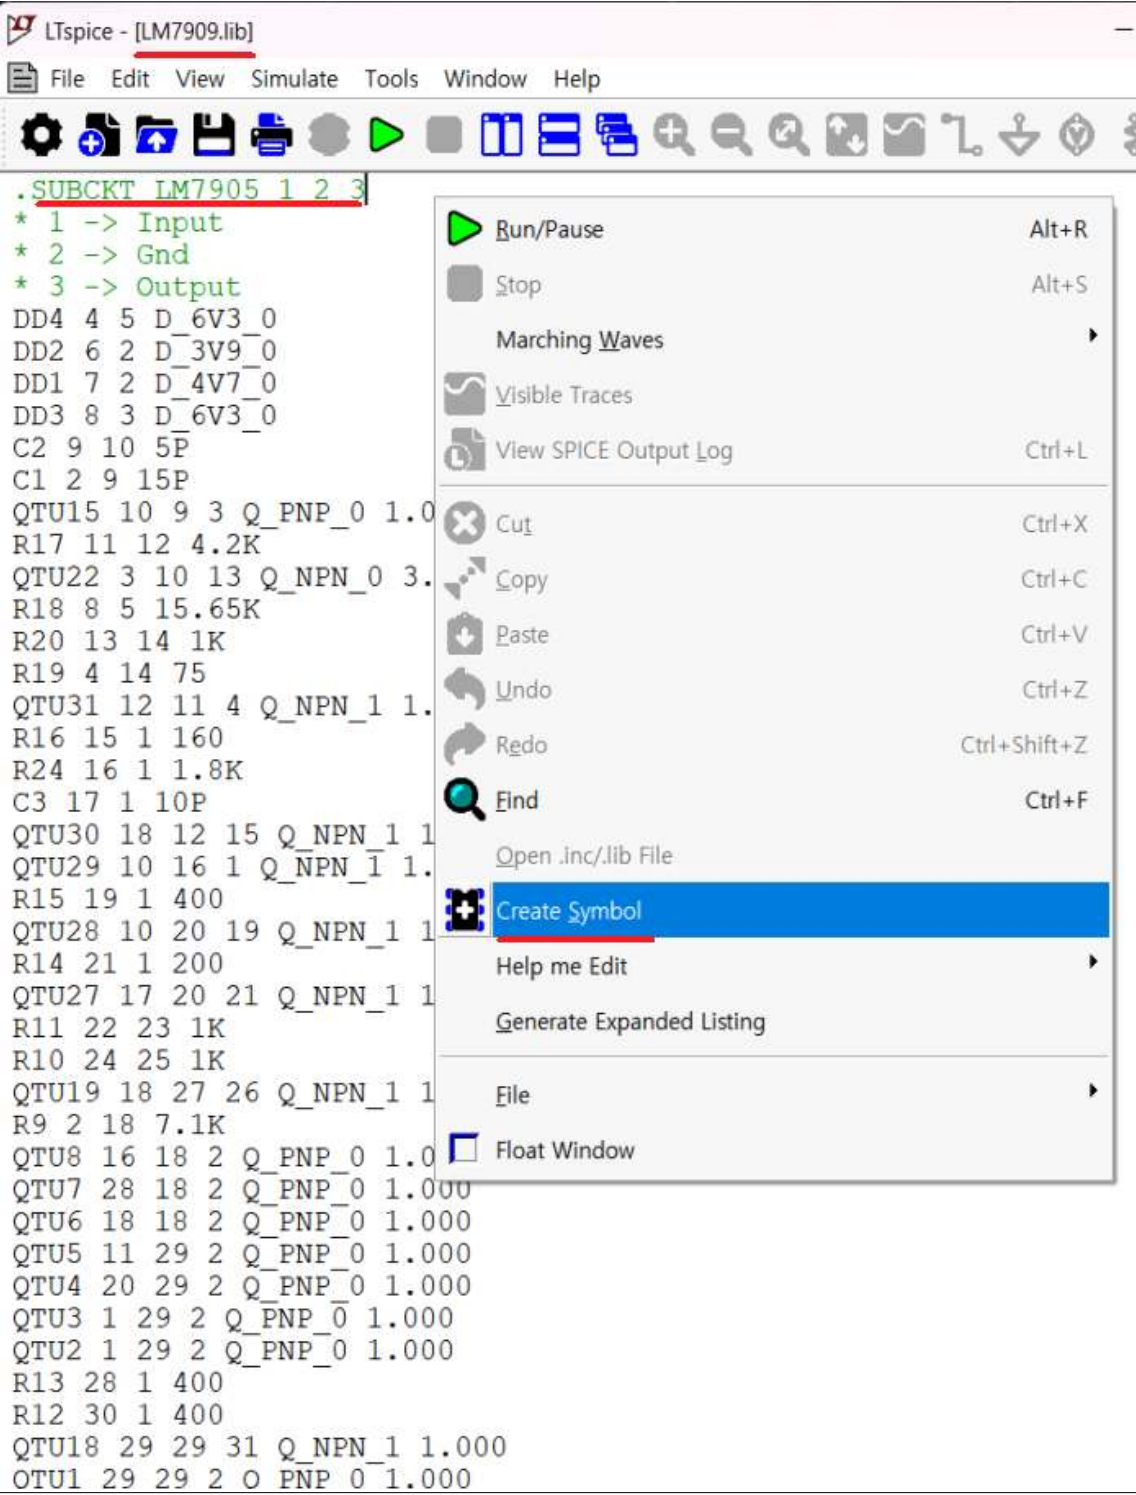 LTspice - [LM7909.lib]
File Edit View Simulate Tools Window Help
.SUBCKT LM7905 1 2 3
* 1 -> Input
* 2 -> Gnd
* 3 -> Output
DD4 4 5 D_6V3_0
DD2 6 2 D_3V9_0
DD1 7 2 D_4V7_0
DD3 8 3 D_6V3_0
C2 9 10 5P
C1 2 9 15P
QTU15 10 9 3 Q_PNP_0 1.0
R17 11 12 4.2K
QTU22 3 10 13 Q_NPN_0 3.
R18 8 5 15.65K
R20 13 14 1K
R19 4 14 75
QTU31 12 11 4 Q_NPN_1 1.
R16 15 1 160
R24 16 1 1.8K
C3 17 1 10P
QTU30 18 12 15 Q_NPN_1 1
QTU29 10 16 1 Q_NPN_1 1.
R15 19 1 400
QTU28 10 20 19 Q_NPN_1 1
R14 21 1 200
QTU27 17 20 21 Q_NPN_1 1
R11 22 23 1K
R10 24 25 1K
QTU19 18 27 26 Q_NPN_1 1
R9 2 18 7.1K
QTU8 16 18 2 Q_PNP_0 1.0
QTU7 28 18 2 Q_PNP_0 1.000
QTU6 18 18 2 Q_PNP_0 1.000
QTU5 11 29 2 Q_PNP_0 1.000
QTU4 20 29 2 Q_PNP_0 1.000
QTU3 1 29 2 Q_PNP_0 1.000
QTU2 1 29 2 Q_PNP_0 1.000
R13 28 1 400
R12 30 1 400
QTU18 29 29 31 Q_NPN_1 1.000
QTU1 29 29 2 Q_PNP_0 1.000
Run/Pause Alt+R
Stop Alt+S
Marching Waves
Visible Traces
View SPICE Output Log Ctrl+L
Cut Ctrl+X
Copy Ctrl+C
Paste Ctrl+V
Undo Ctrl+Z
Redo Ctrl+Shift+Z
Find Ctrl+F
Open .inc/.lib File
Create Symbol
Help me Edit
Generate Expanded Listing
File
Float Window